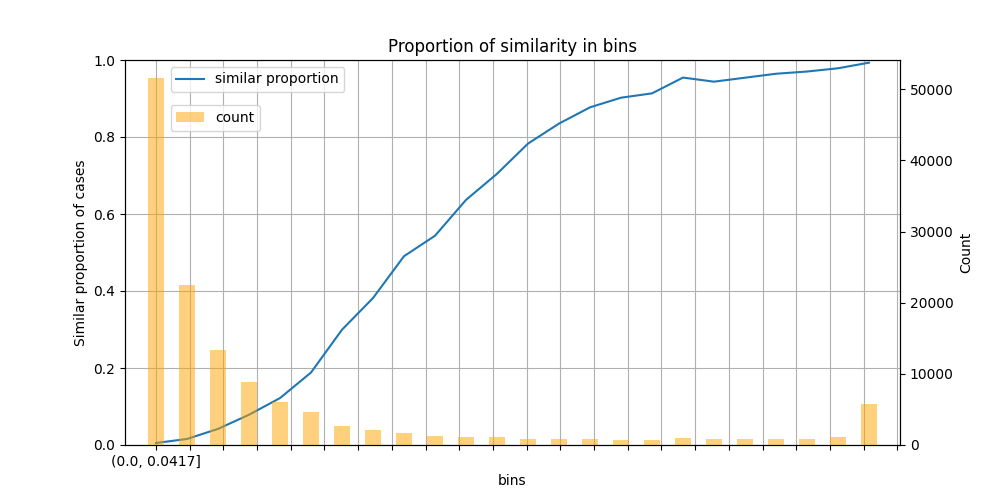 Proportion of similarity in bins
similar proportion
count
1.0
0.8
0.6
0.4
0.2
0.0
Similar proportion of cases
50000
40000
30000
20000
10000
0
Count
(0.0, 0.0417]
bins